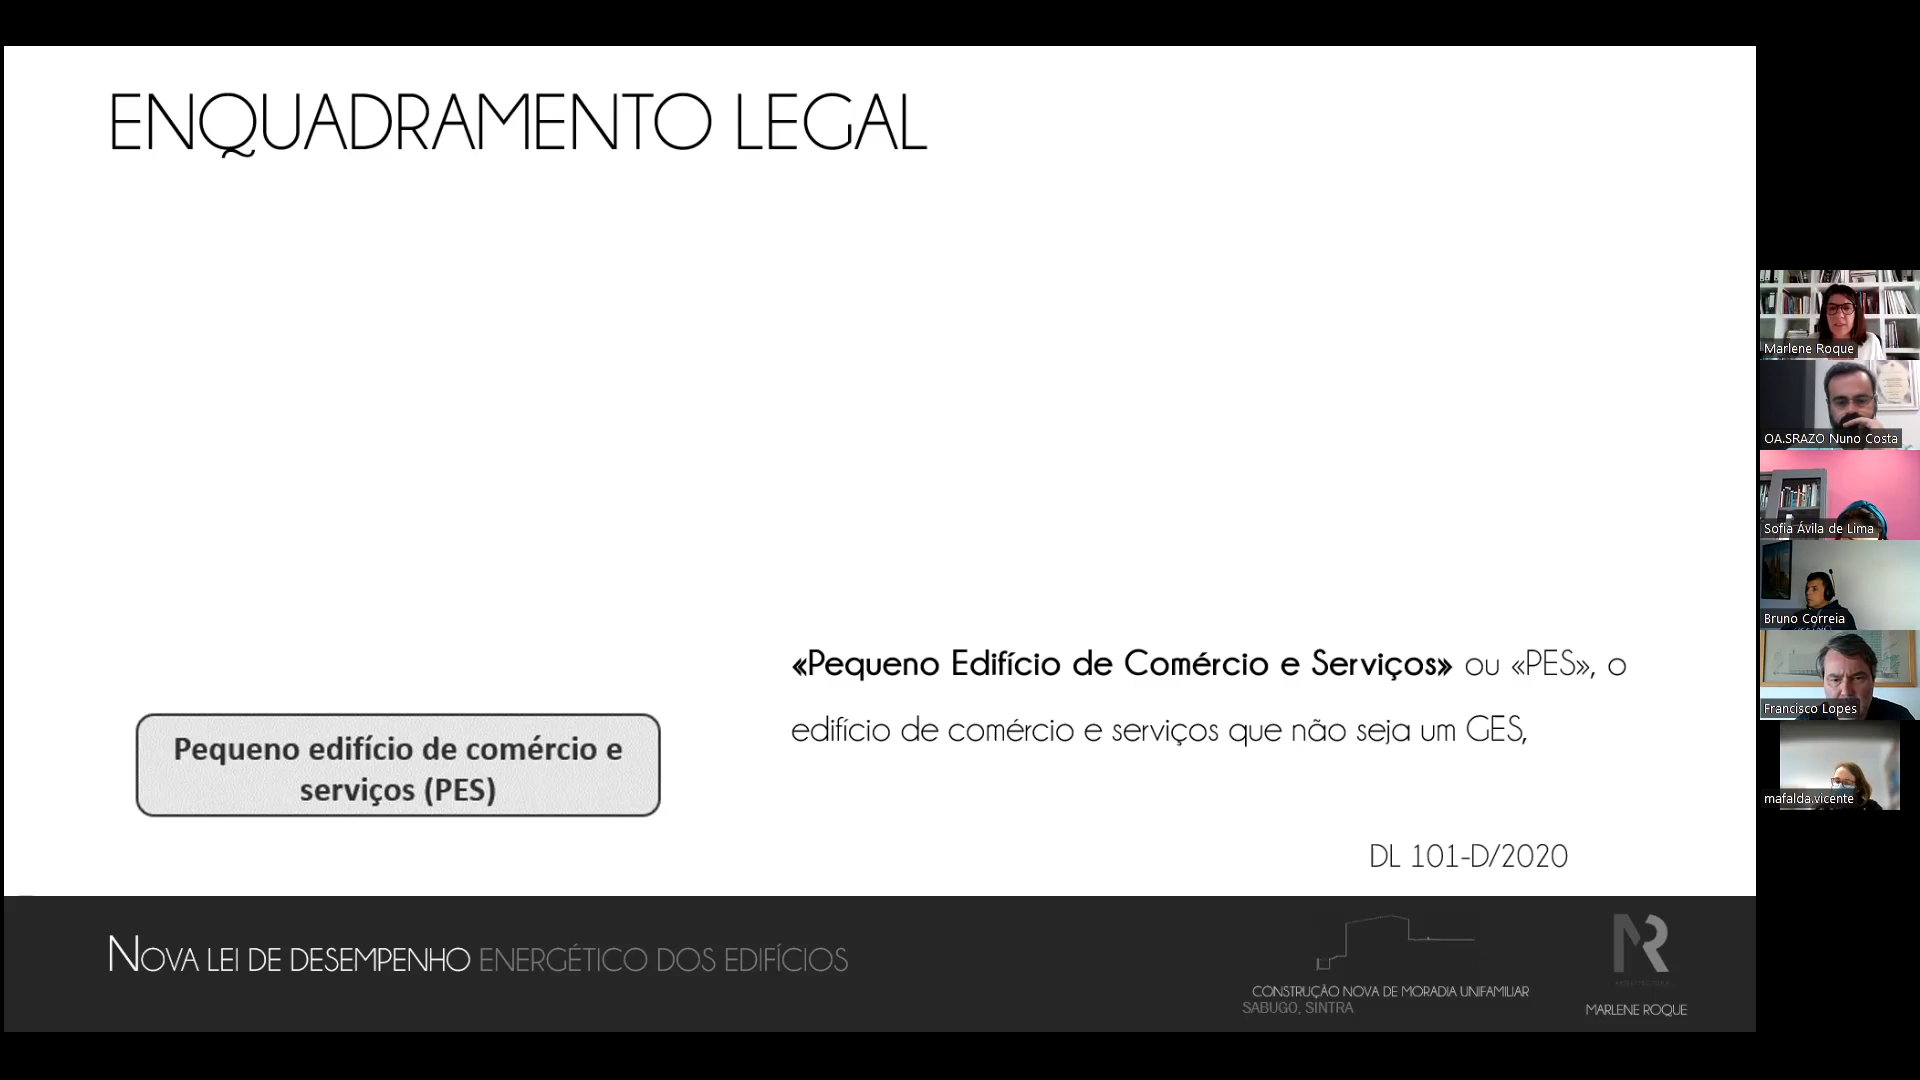 ENQUADRAMENTO LEGAL
«Pequeno Edifício de Comércio e Serviços» ou «PES», o
edifício de comércio e serviços que não seja um GES,
Pequeno edifício de comércio e
serviços (PES)
DL 101-D/2020
NOVA LEI DE DESEMPENHO ENERGÉTICO DOS EDIFÍCIOS
CONSTRUÇÃO NOVA DE MORADIA UNIFAMILIAR
SABUGO, SINTRA
MR
MARLENE ROQUE
Marlene Roque
OA.SRAZO Nuno Costa
Sofia Ávila de Lima
Bruno Correia
Francisco Lopes
mafalda.vicente